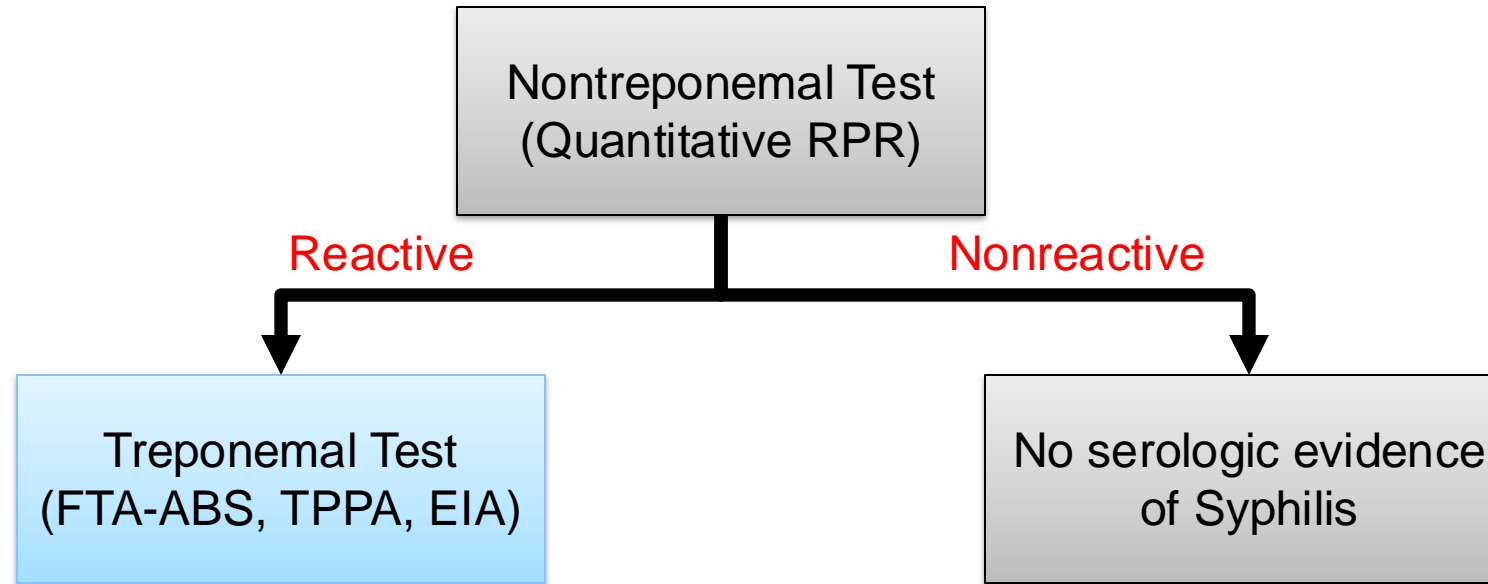 Nontreponemal Test
(Quantitative RPR)
Reactive
Nonreactive
Treponemal Test
(FTA-ABS, TPPA, EIA)
No serologic evidence
of Syphilis